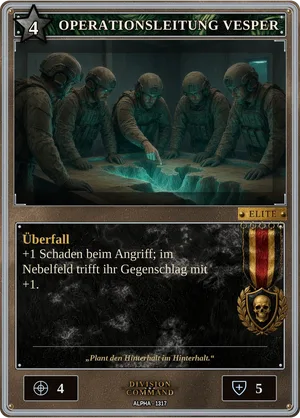 4
OPERATIONSLEITUNG VESPER
ELITE
Überfall
+1 Schaden beim Angriff; im
Nebelfeld trifft ihr Gegenschlag mit
+1.
„Plant den Hinterhalt im Hinterhalt.“
4
DIVISION
COMMAND
ALPHA · 1317
5